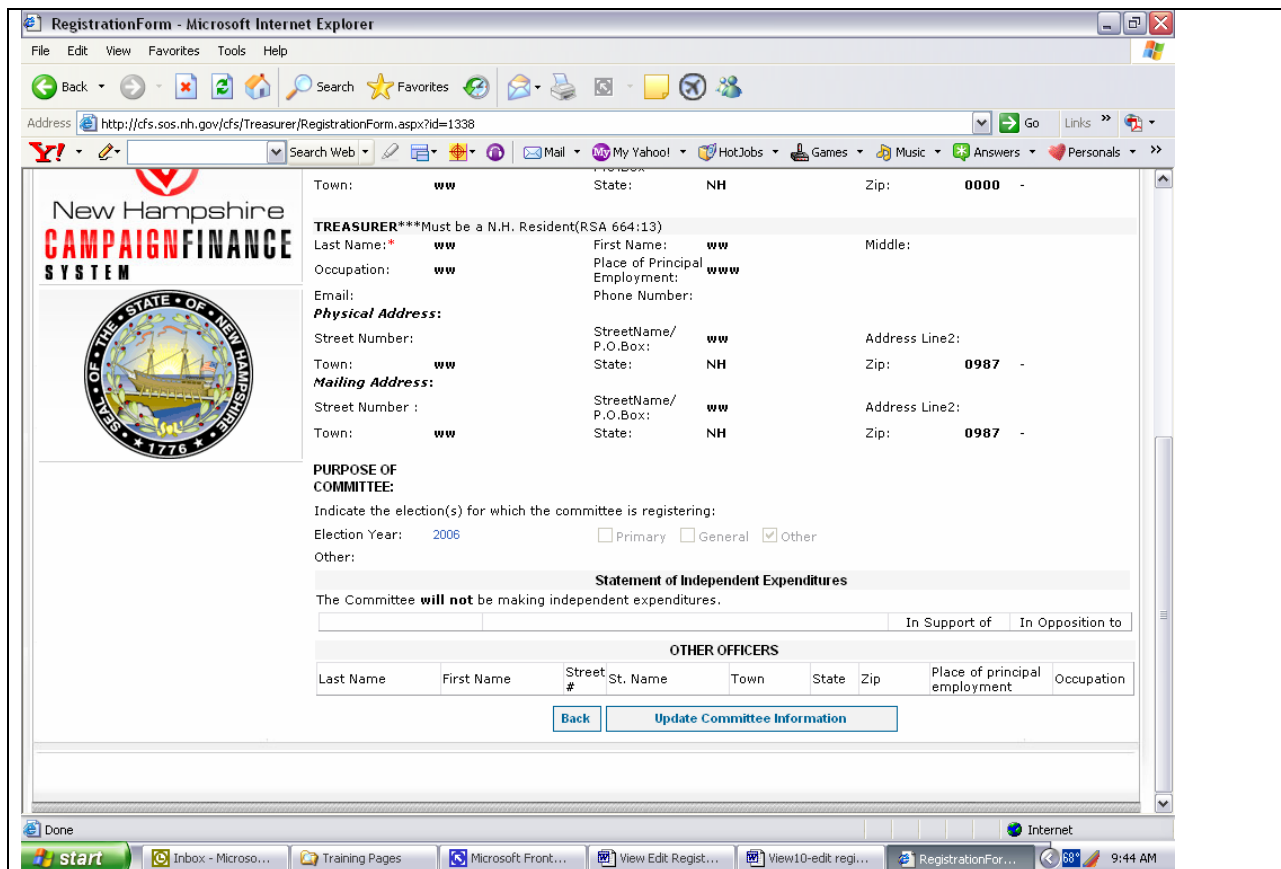 RegistrationForm - Microsoft Internet Explorer
File Edit View Favorites Tools Help
Back Search Favorites
Address http://cfs.sos.nh.gov/cfs/Treasurer/RegistrationForm.aspx?id=1338 Go Links »
Y! Search Web Mail My Yahoo! HotJobs Games Music Answers Personals »
Town: ww State: NH Zip: 0000 -
New Hampshire
CAMPAIGNFINANCE
SYSTEM
SEAL OF THE STATE OF NEW HAMPSHIRE
* 1776 *
TREASURER***Must be a N.H. Resident(RSA 664:13)
Last Name:* ww First Name: ww Middle:
Occupation: ww Place of Principal Employment: www
Email: Phone Number:
Physical Address:
Street Number: StreetName/ P.O.Box: ww Address Line2:
Town: ww State: NH Zip: 0987 -
Mailing Address:
Street Number : StreetName/ P.O.Box: ww Address Line2:
Town: ww State: NH Zip: 0987 -
PURPOSE OF
COMMITTEE:
Indicate the election(s) for which the committee is registering:
Election Year: 2006 Primary General Other
Other:
Statement of Independent Expenditures
The Committee will not be making independent expenditures.
In Support of In Opposition to
OTHER OFFICERS
Last Name First Name Street # St. Name Town State Zip Place of principal employment Occupation
Back Update Committee Information
Done Internet
start Inbox - Microso... Training Pages Microsoft Front... View Edit Regist... View10-edit regi... RegistrationFor... 68° 9:44 AM